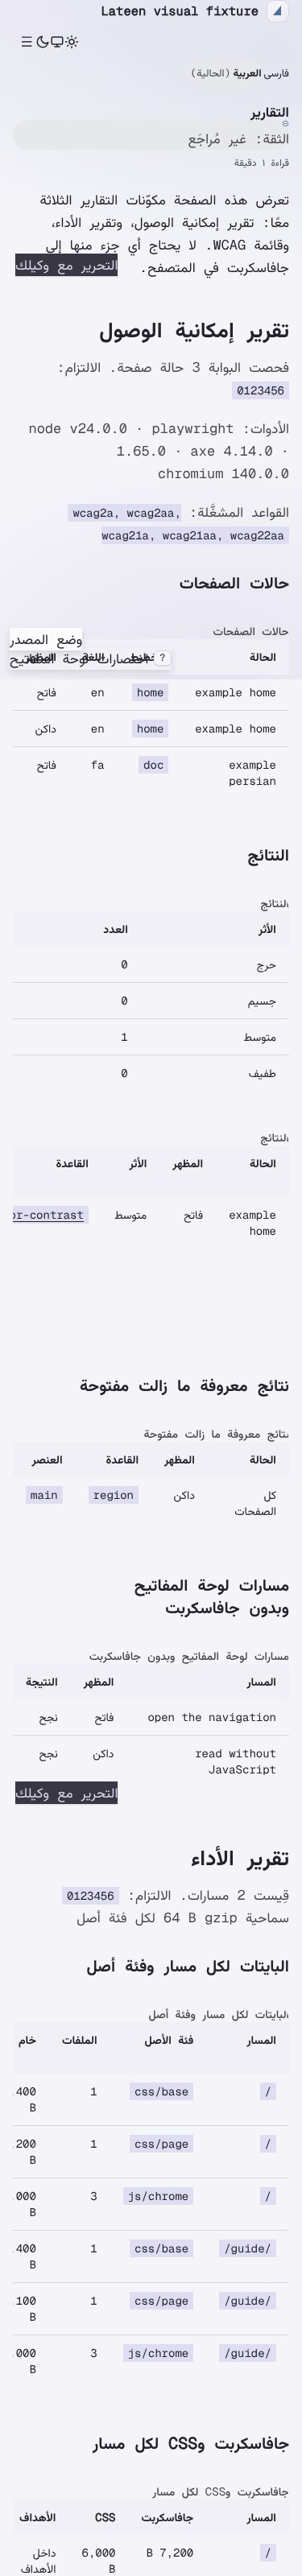 Lateen visual fixture
فارسی العربية (الحالية)
التقارير
الثقة: غير مُراجَع
قراءة ١ دقيقة
تعرض هذه الصفحة مكوّنات التقارير الثلاثة
معًا: تقرير إمكانية الوصول، وتقرير الأداء،
وقائمة WCAG. لا يحتاج أي جزء منها إلى
جافاسكربت في المتصفح.
التحرير مع وكيلك
تقرير إمكانية الوصول
فحصت البوابة 3 حالة صفحة. الالتزام:
0123456
الأدوات: node v24.0.0 · playwright
1.65.0 · axe 4.14.0 ·
chromium 140.0.0
القواعد المشغَّلة: wcag2a, wcag2aa,
wcag21a, wcag21aa, wcag22aa
حالات الصفحات
حالات الصفحات
وضع المصدر
اختصارات لوحة المفاتيح ?
الحالة
example home home en فاتح
example home home en داكن
example persian doc fa فاتح
النتائج
النتائج
الأثر العدد
حرج 0
جسيم 0
متوسط 1
طفيف 0
النتائج
الحالة المظهر الأثر القاعدة
example home فاتح متوسط or-contrast
نتائج معروفة ما زالت مفتوحة
نتائج معروفة ما زالت مفتوحة
الحالة المظهر القاعدة العنصر
كل الصفحات داكن region main
مسارات لوحة المفاتيح
وبدون جافاسكربت
مسارات لوحة المفاتيح وبدون جافاسكربت
المسار المظهر النتيجة
open the navigation فاتح نجح
read without JavaScript داكن نجح
التحرير مع وكيلك
تقرير الأداء
قِيست 2 مسارات. الالتزام: 0123456
سماحية 64 B gzip لكل فئة أصل
البايتات لكل مسار وفئة أصل
البايتات لكل مسار وفئة أصل
المسار فئة الأصل الملفات خام
/ css/base 1 400 B
/ css/page 1 200 B
/ js/chrome 3 000 B
/guide/ css/base 1 400 B
/guide/ css/page 1 100 B
/guide/ js/chrome 3 000 B
جافاسكربت وCSS لكل مسار
جافاسكربت وCSS لكل مسار
المسار جافاسكربت CSS الأهداف
/ 7,200 B 6,000 B داخل الأهداف